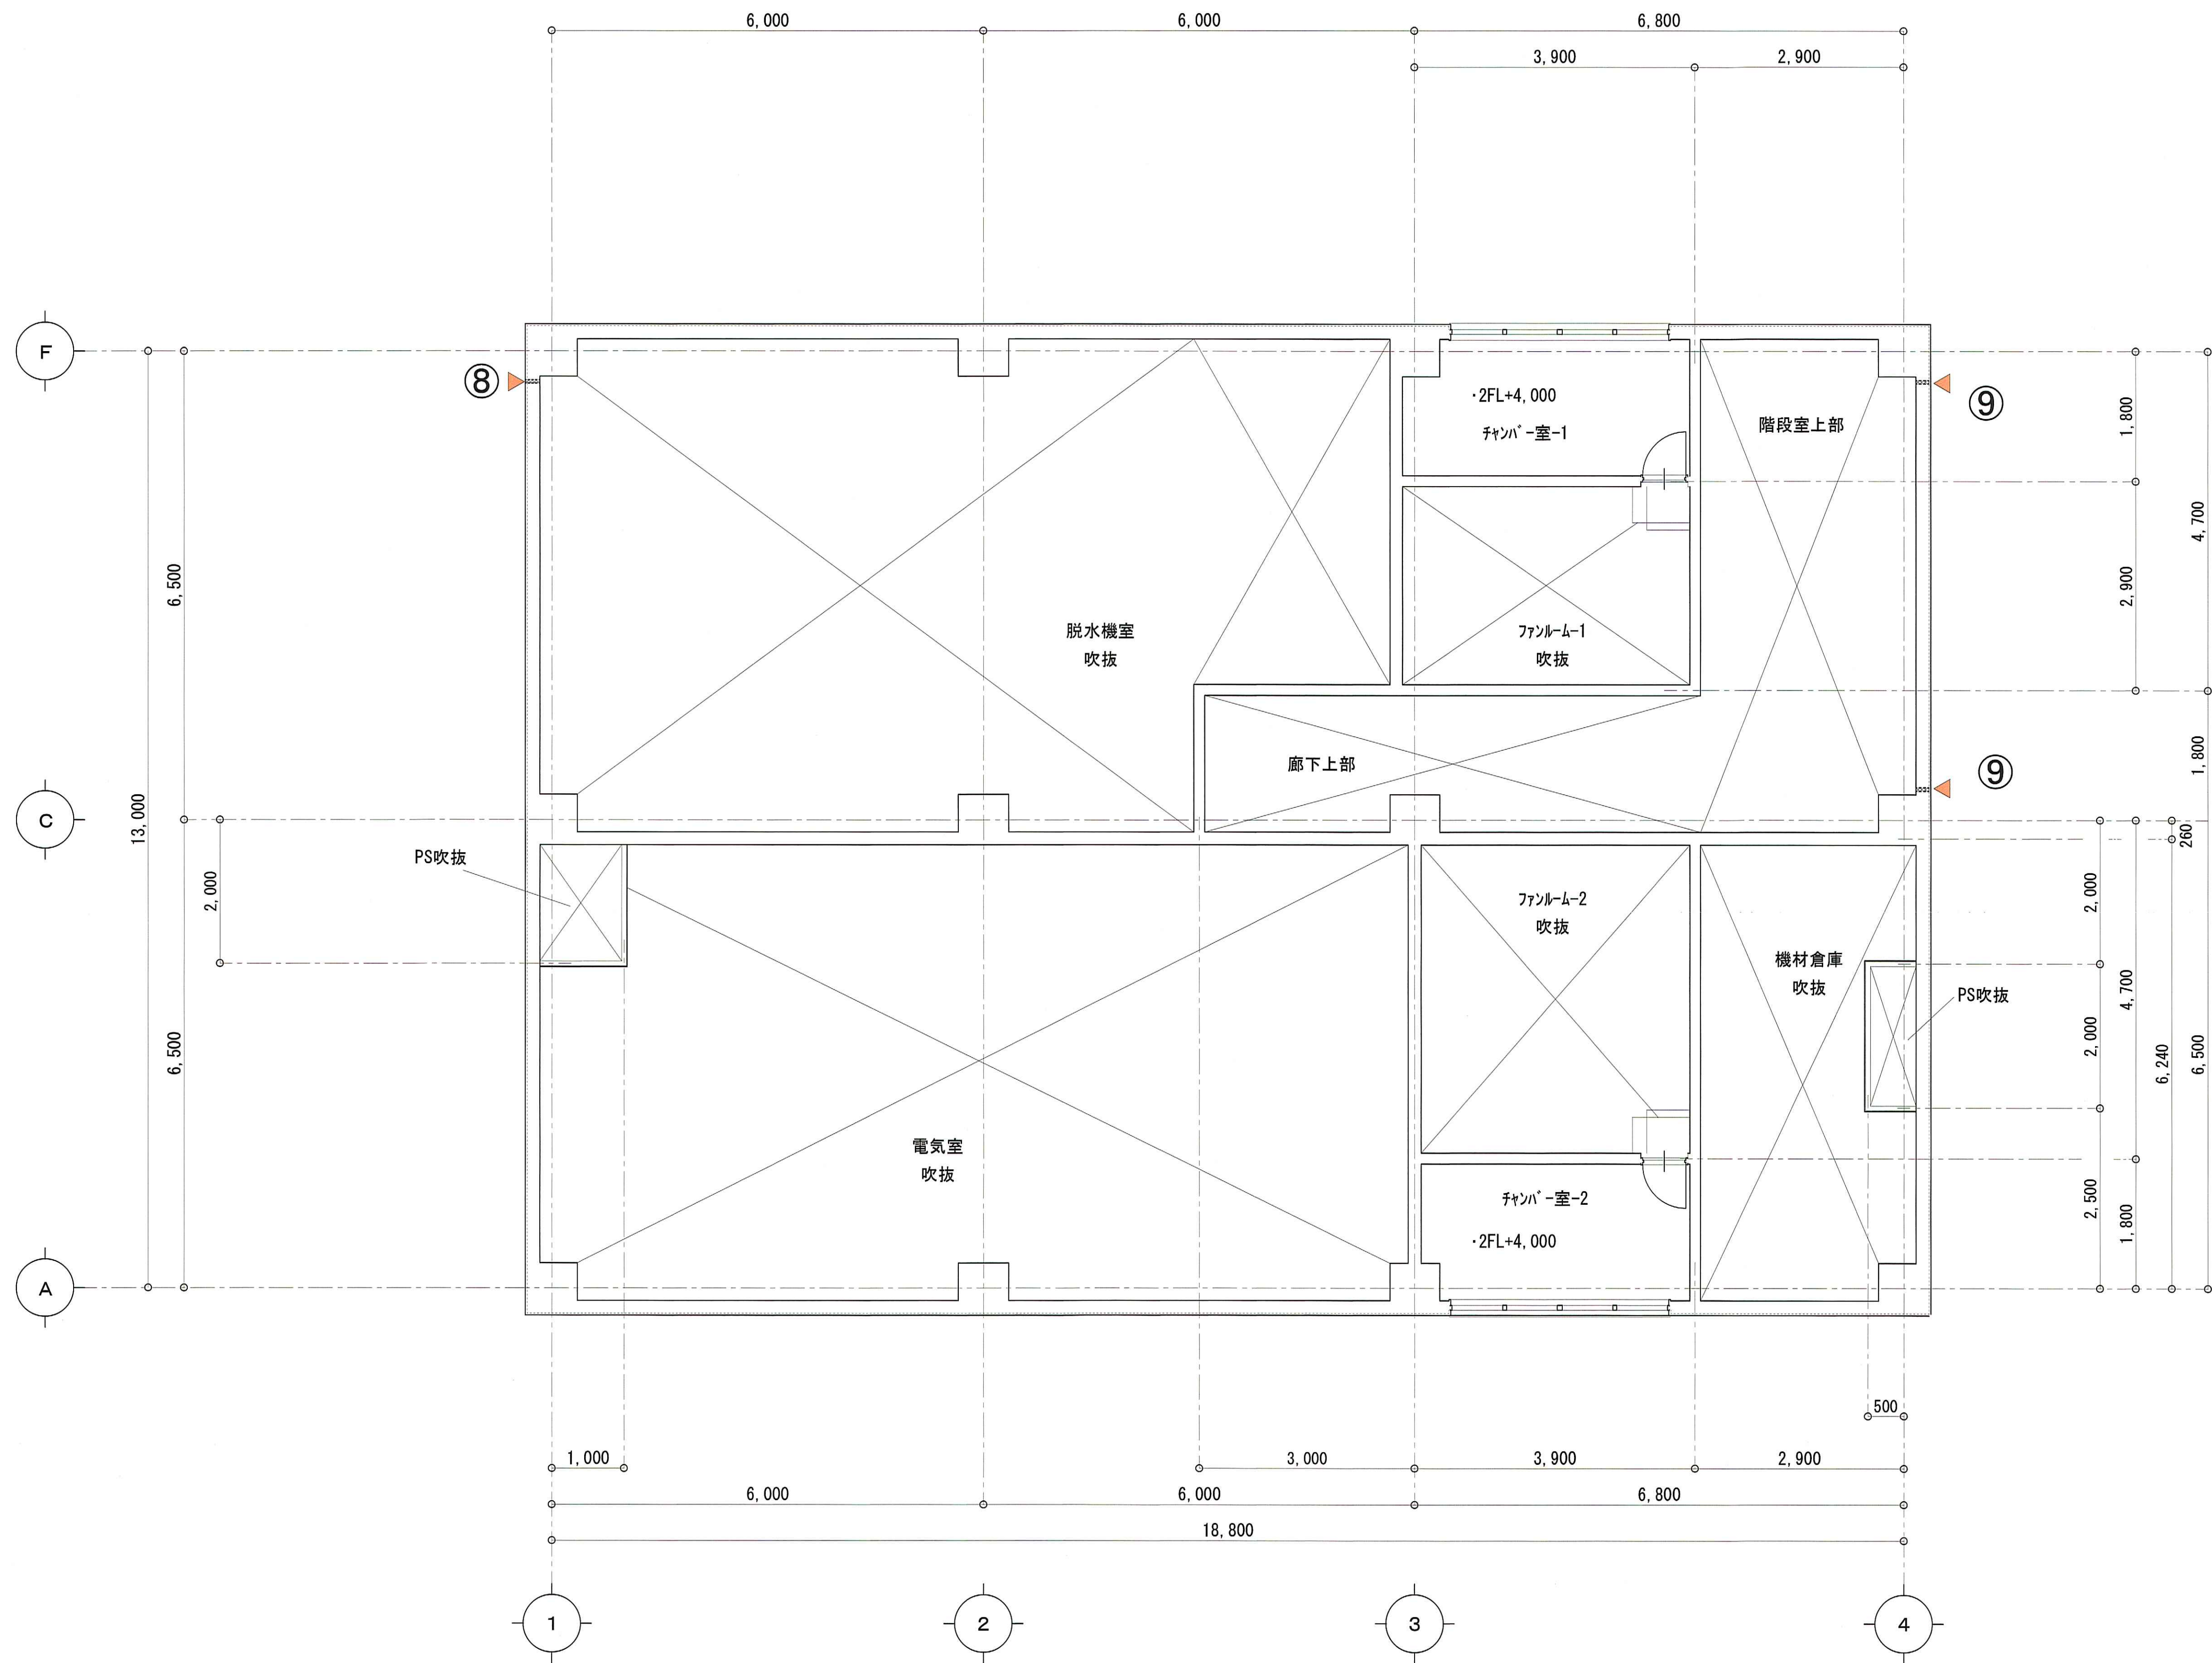 6,000
6,000
6,800
3,900
2,900
F
⑧
⑨
・2FL+4,000
チャンバー室-1
階段室上部
1,800
4,700
6,500
2,900
脱水機室
吹抜
ファンルーム-1
吹抜
廊下上部
⑨
1,800
C
13,000
260
PS吹抜
2,000
ファンルーム-2
吹抜
2,000
機材倉庫
吹抜
PS吹抜
4,700
6,500
2,000
6,240
6,500
電気室
吹抜
チャンバー室-2
・2FL+4,000
2,500
1,800
A
500
1,000
3,000
3,900
2,900
6,000
6,000
6,800
18,800
1
2
3
4